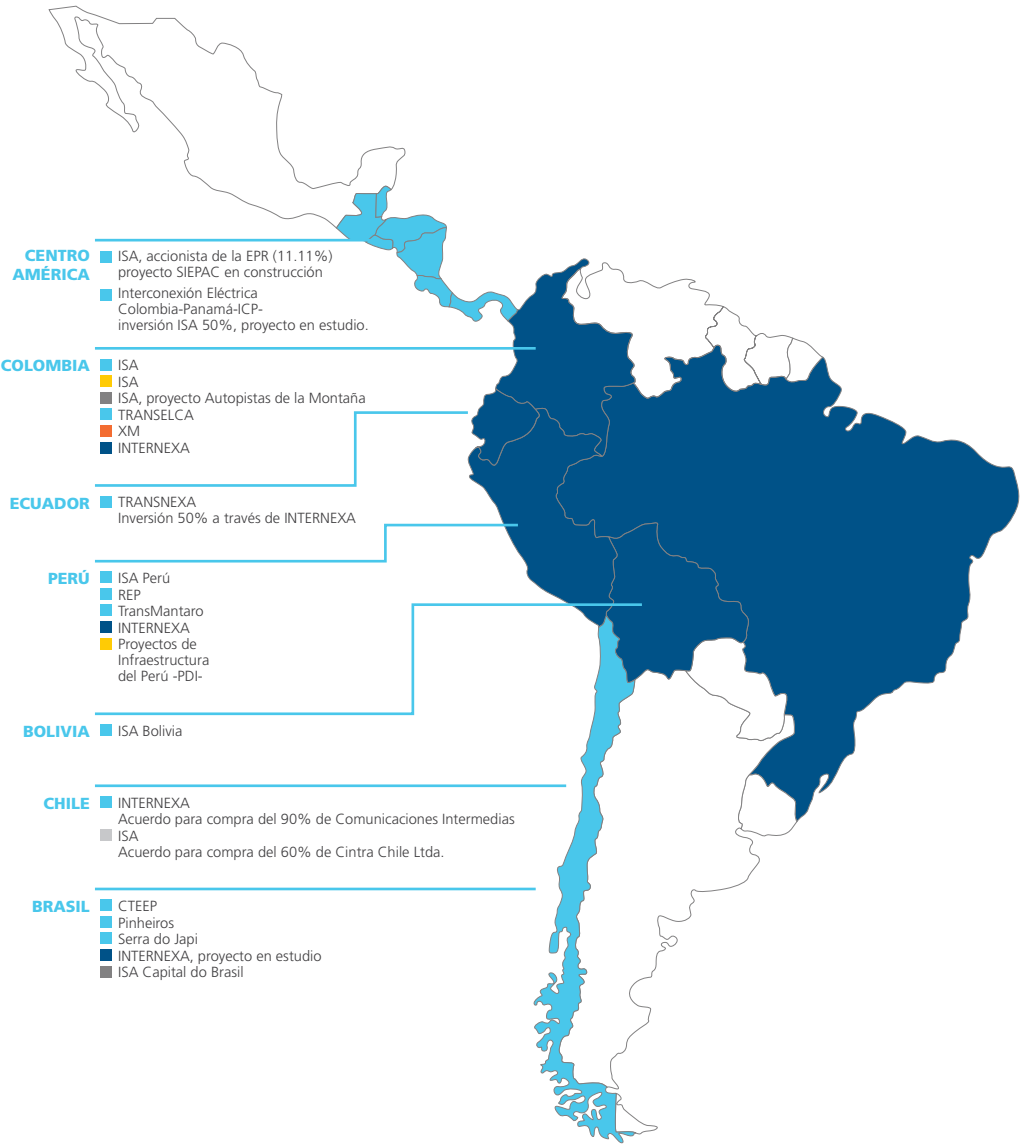 CENTRO
AMÉRICA
ISA, accionista de la EPR (11.11%)
proyecto SIEPAC en construcción
Interconexión Eléctrica
Colombia-Panamá-ICP-
inversión ISA 50%, proyecto en estudio.
COLOMBIA
ISA
ISA
ISA, proyecto Autopistas de la Montaña
TRANSELCA
XM
INTERNEXA
ECUADOR
TRANSNEXA
Inversión 50% a través de INTERNEXA
PERÚ
ISA Perú
REP
TransMantaro
INTERNEXA
Proyectos de
Infraestructura
del Perú -PDI-
BOLIVIA
ISA Bolivia
CHILE
INTERNEXA
Acuerdo para compra del 90% de Comunicaciones Intermedias
ISA
Acuerdo para compra del 60% de Cintra Chile Ltda.
BRASIL
CTEEP
Pinheiros
Serra do Japi
INTERNEXA, proyecto en estudio
ISA Capital do Brasil